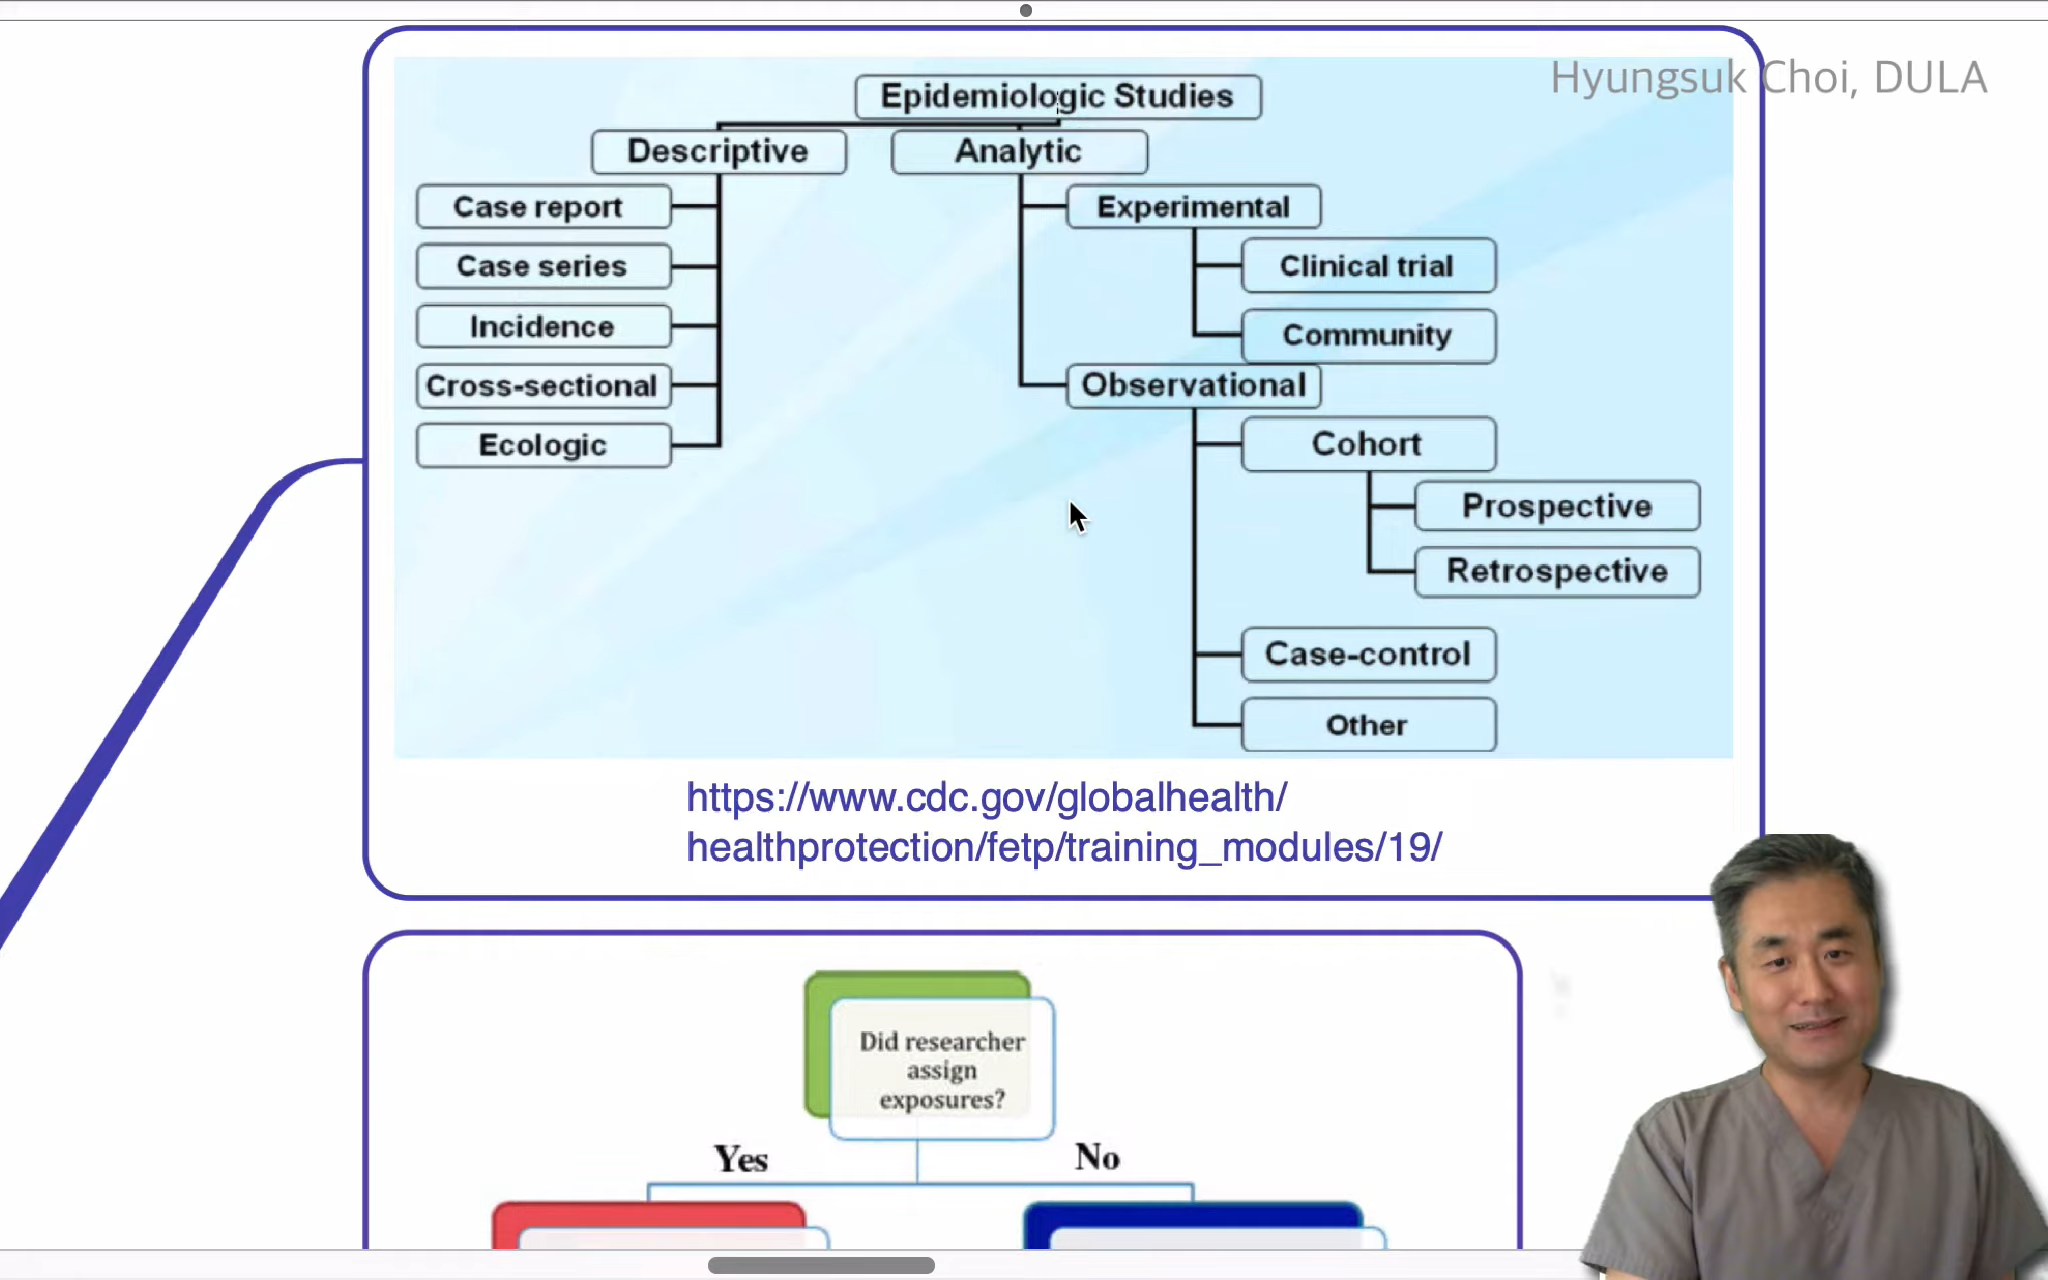 Hyungsuk Choi, DULA
Epidemiologic Studies
Descriptive
Analytic
Case report
Case series
Incidence
Cross-sectional
Ecologic
Experimental
Clinical trial
Community
Observational
Cohort
Prospective
Retrospective
Case-control
Other
https://www.cdc.gov/globalhealth/
healthprotection/fetp/training_modules/19/
Did researcher
assign
exposures?
Yes
No